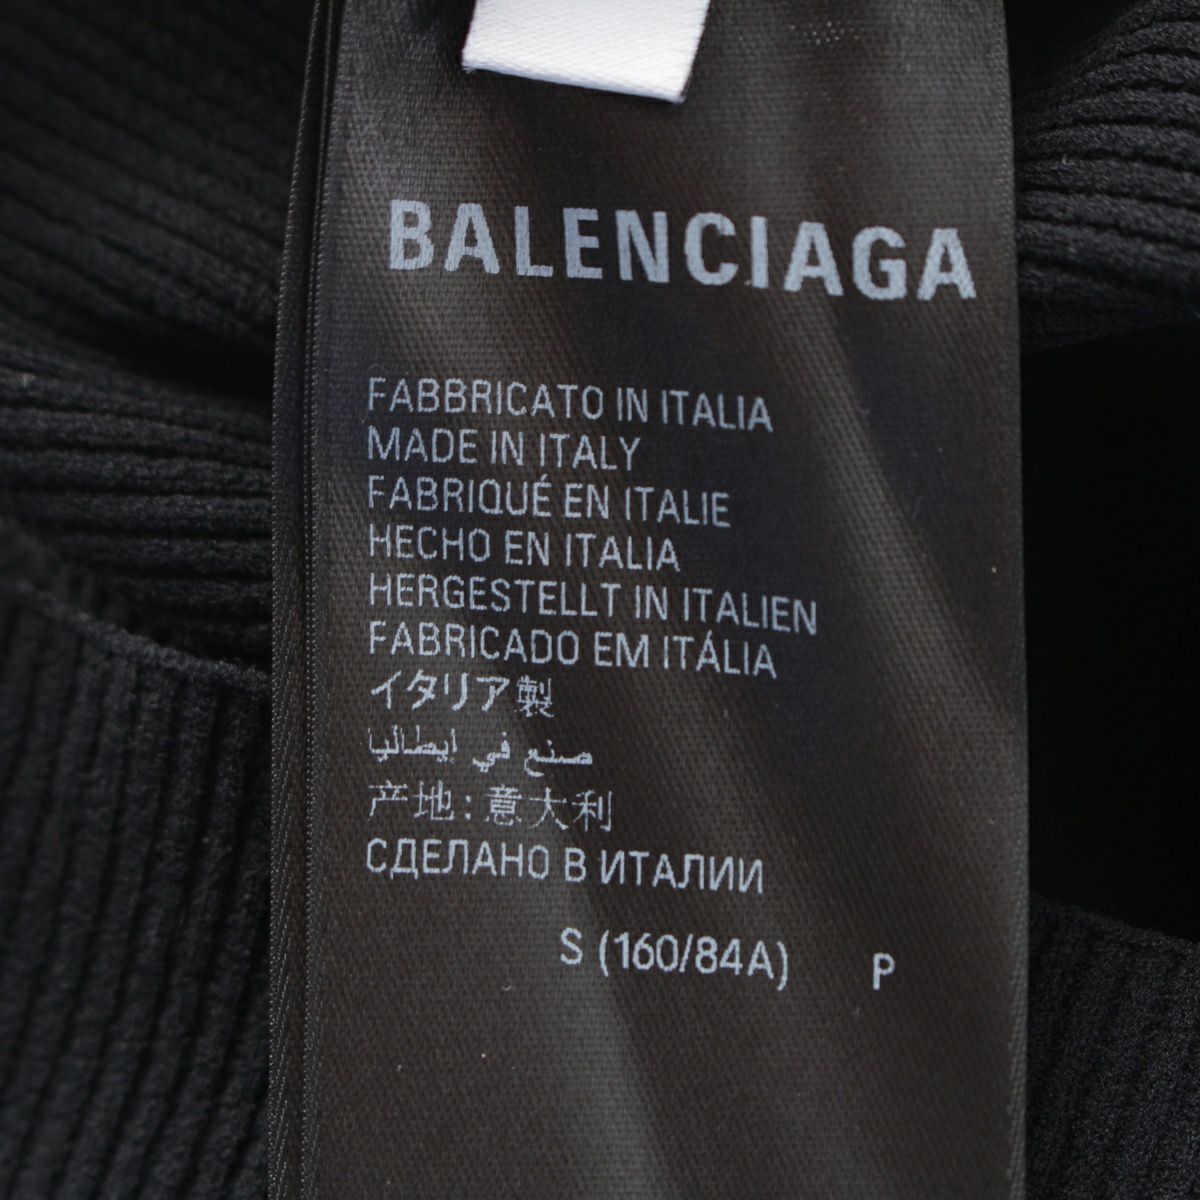 BALENCIAGA
FABBRICATO IN ITALIA
MADE IN ITALY
FABRIQUÉ EN ITALIE
HECHO EN ITALIA
HERGESTELLT IN ITALIEN
FABRICADO EM ITÁLIA
イタリア製
صنع في إيطاليا
产地:意大利
СДЕЛАНО В ИТАЛИИ
S (160/84A) P